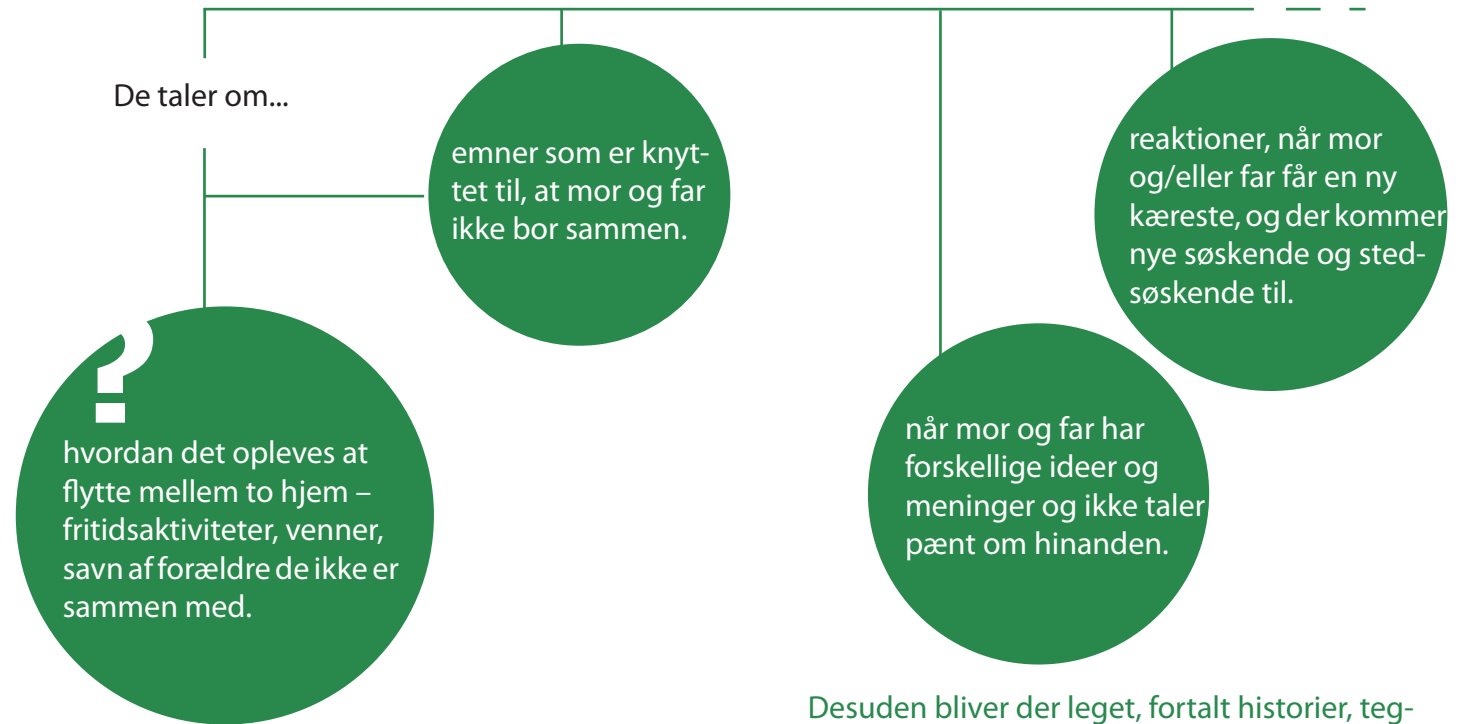 De taler om...
emner som er knyt-
tet til, at mor og far
ikke bor sammen.
reaktioner, når mor
og/eller far får en ny
kæreste, og der kommer
nye søskende og sted-
søskende til.
?
hvordan det opleves at
flytte mellem to hjem –
fritidsaktiviteter, venner,
savn af forældre de ikke er
sammen med.
når mor og far har
forskellige ideer og
meninger og ikke taler
pænt om hinanden.
Desuden bliver der leget, fortalt historier, teg-